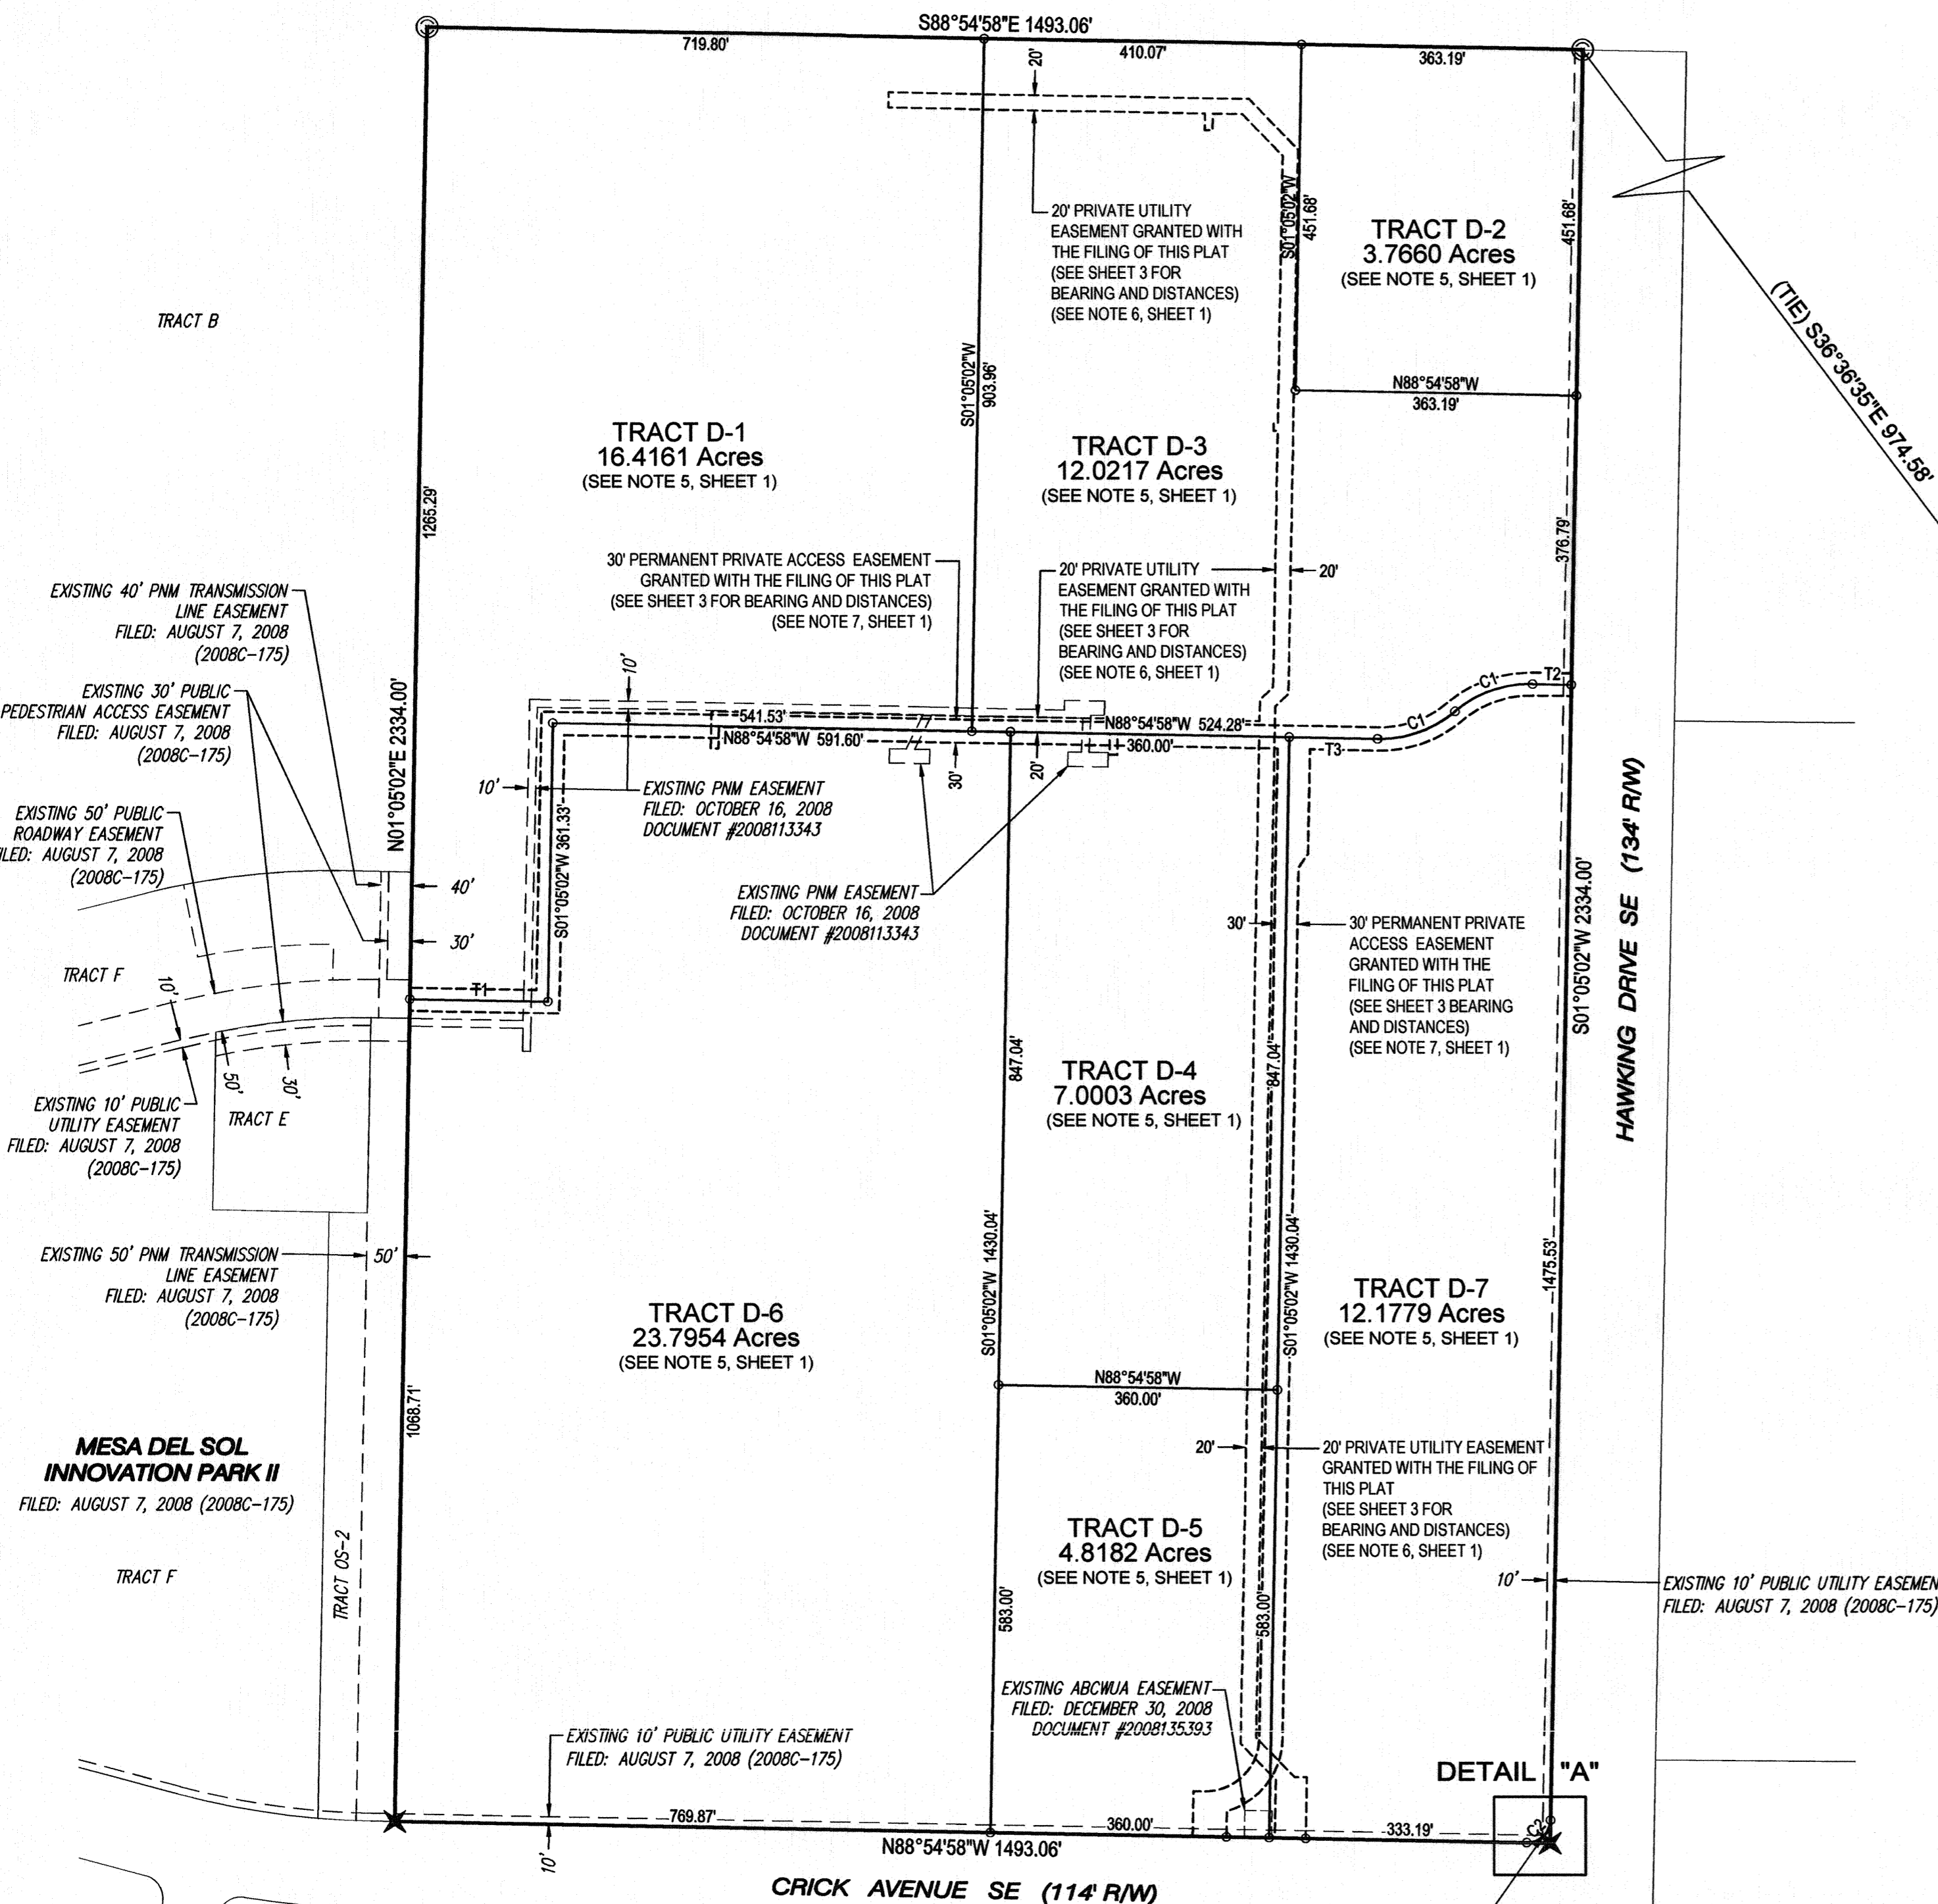 S88°54'58"E 1493.06'
719.80'
410.07'
363.19'
20'
S01°05'02"W
451.68'
451.68'
TRACT D-2
3.7660 Acres
(SEE NOTE 5, SHEET 1)
20' PRIVATE UTILITY
EASEMENT GRANTED WITH
THE FILING OF THIS PLAT
(SEE SHEET 3 FOR
BEARING AND DISTANCES)
(SEE NOTE 6, SHEET 1)
(TIE) S36°36'35"E 974.58'
TRACT B
S01°05'02"W
903.96'
N88°54'58"W
363.19'
TRACT D-1
16.4161 Acres
(SEE NOTE 5, SHEET 1)
TRACT D-3
12.0217 Acres
(SEE NOTE 5, SHEET 1)
1265.29'
376.79'
30' PERMANENT PRIVATE ACCESS EASEMENT
GRANTED WITH THE FILING OF THIS PLAT
(SEE SHEET 3 FOR BEARING AND DISTANCES)
(SEE NOTE 7, SHEET 1)
20' PRIVATE UTILITY
EASEMENT GRANTED WITH
THE FILING OF THIS PLAT
(SEE SHEET 3 FOR
BEARING AND DISTANCES)
(SEE NOTE 6, SHEET 1)
20'
EXISTING 40' PNM TRANSMISSION
LINE EASEMENT
FILED: AUGUST 7, 2008
(2008C-175)
EXISTING 30' PUBLIC
PEDESTRIAN ACCESS EASEMENT
FILED: AUGUST 7, 2008
(2008C-175)
N01°05'02"E 2334.00'
10'
541.53'
N88°54'58"W 591.60'
N88°54'58"W 524.28'
360.00'
C1
C1
T2
T3
30'
20'
10'
EXISTING PNM EASEMENT
FILED: OCTOBER 16, 2008
DOCUMENT #2008113343
EXISTING 50' PUBLIC
ROADWAY EASEMENT
FILED: AUGUST 7, 2008
(2008C-175)
S01°05'02"W 361.33'
EXISTING PNM EASEMENT
FILED: OCTOBER 16, 2008
DOCUMENT #2008113343
40'
30'
30'
30' PERMANENT PRIVATE
ACCESS EASEMENT
GRANTED WITH THE
FILING OF THIS PLAT
(SEE SHEET 3 BEARING
AND DISTANCES)
(SEE NOTE 7, SHEET 1)
HAWKING DRIVE SE (134' R/W)
S01°05'02"W 2334.00'
TRACT F
10'
T1
50'
30'
TRACT E
EXISTING 10' PUBLIC
UTILITY EASEMENT
FILED: AUGUST 7, 2008
(2008C-175)
847.04'
847.04'
TRACT D-4
7.0003 Acres
(SEE NOTE 5, SHEET 1)
EXISTING 50' PNM TRANSMISSION
LINE EASEMENT
FILED: AUGUST 7, 2008
(2008C-175)
50'
TRACT D-6
23.7954 Acres
(SEE NOTE 5, SHEET 1)
S01°05'02"W 1430.04'
S01°05'02"W 1430.04'
1475.53'
TRACT D-7
12.1779 Acres
(SEE NOTE 5, SHEET 1)
N88°54'58"W
360.00'
1068.71'
MESA DEL SOL
INNOVATION PARK II
FILED: AUGUST 7, 2008 (2008C-175)
20'
20' PRIVATE UTILITY EASEMENT
GRANTED WITH THE FILING OF
THIS PLAT
(SEE SHEET 3 FOR
BEARING AND DISTANCES)
(SEE NOTE 6, SHEET 1)
TRACT D-5
4.8182 Acres
(SEE NOTE 5, SHEET 1)
TRACT F
TRACT OS-2
583.00'
583.00'
10'
EXISTING 10' PUBLIC UTILITY EASEMEN
FILED: AUGUST 7, 2008 (2008C-175)
EXISTING ABCWUA EASEMENT
FILED: DECEMBER 30, 2008
DOCUMENT #2008135393
EXISTING 10' PUBLIC UTILITY EASEMENT
FILED: AUGUST 7, 2008 (2008C-175)
DETAIL "A"
769.87'
360.00'
333.19'
C2
10'
N88°54'58"W 1493.06'
CRICK AVENUE SE (114' R/W)